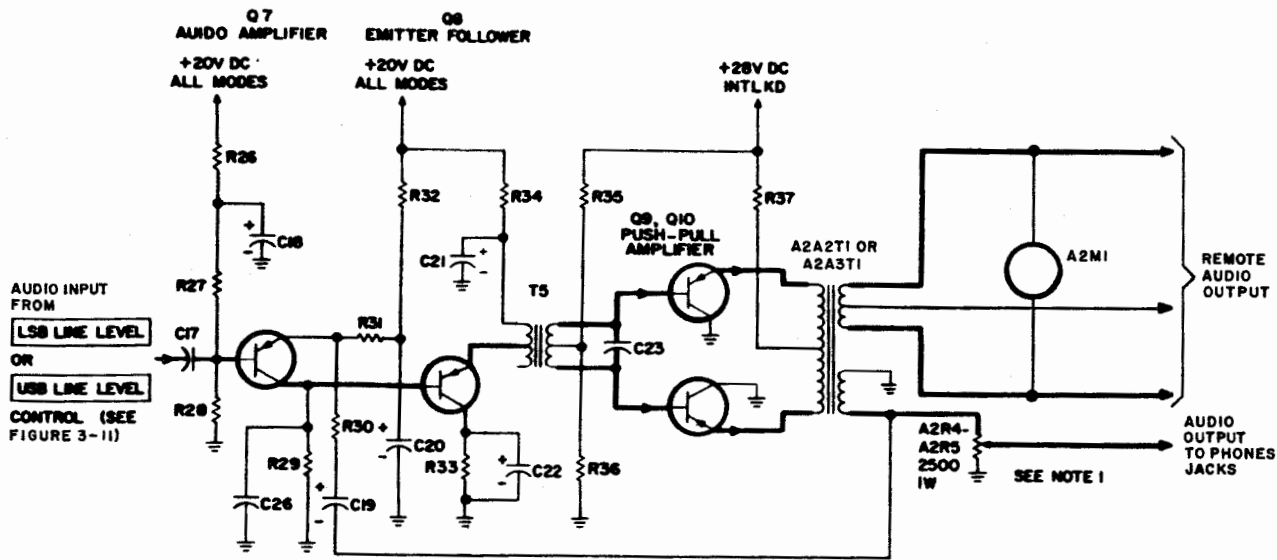 Q7
AUIDO AMPLIFIER
Q8
EMITTER FOLLOWER
+20V DC
ALL MODES
+20V DC
ALL MODES
+28V DC
INTLKD
R26
R32
R34
R35
R37
C18
C21
Q9, Q10
PUSH-PULL
AMPLIFIER
A2A2T1 OR
A2A3T1
A2M1
REMOTE
AUDIO
OUTPUT
R27
T5
AUDIO INPUT
FROM
LSB LINE LEVEL
OR
USB LINE LEVEL
CONTROL (SEE
FIGURE 3-11)
C17
R31
C23
R28
R29
R30
C20
R33
C22
R36
C26
C19
A2R4-
A2R5
2500
1W
SEE NOTE 1
AUDIO
OUTPUT
TO PHONES
JACKS
+
-
+
-
+
-
+
-
+
-